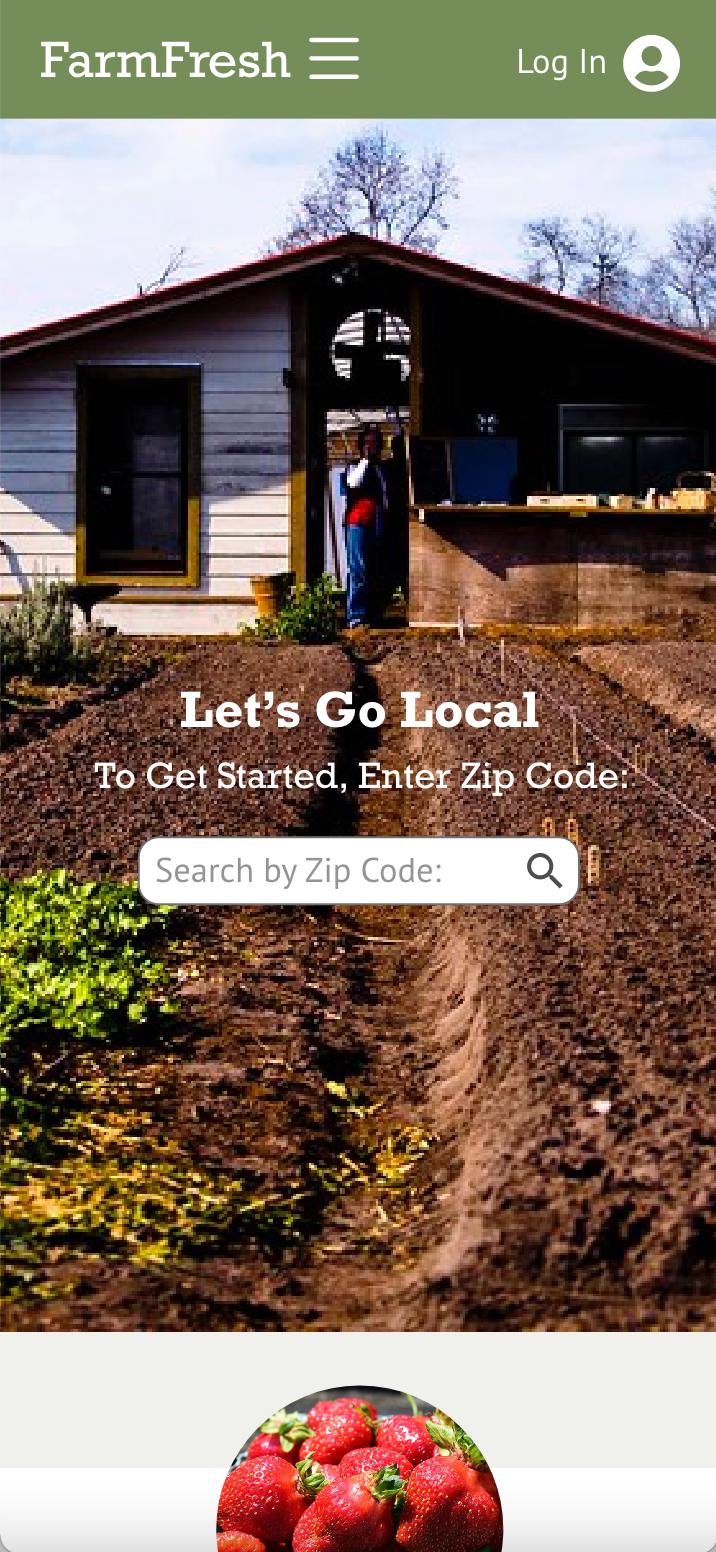 FarmFresh
Log In
Let’s Go Local
To Get Started, Enter Zip Code:
Search by Zip Code: